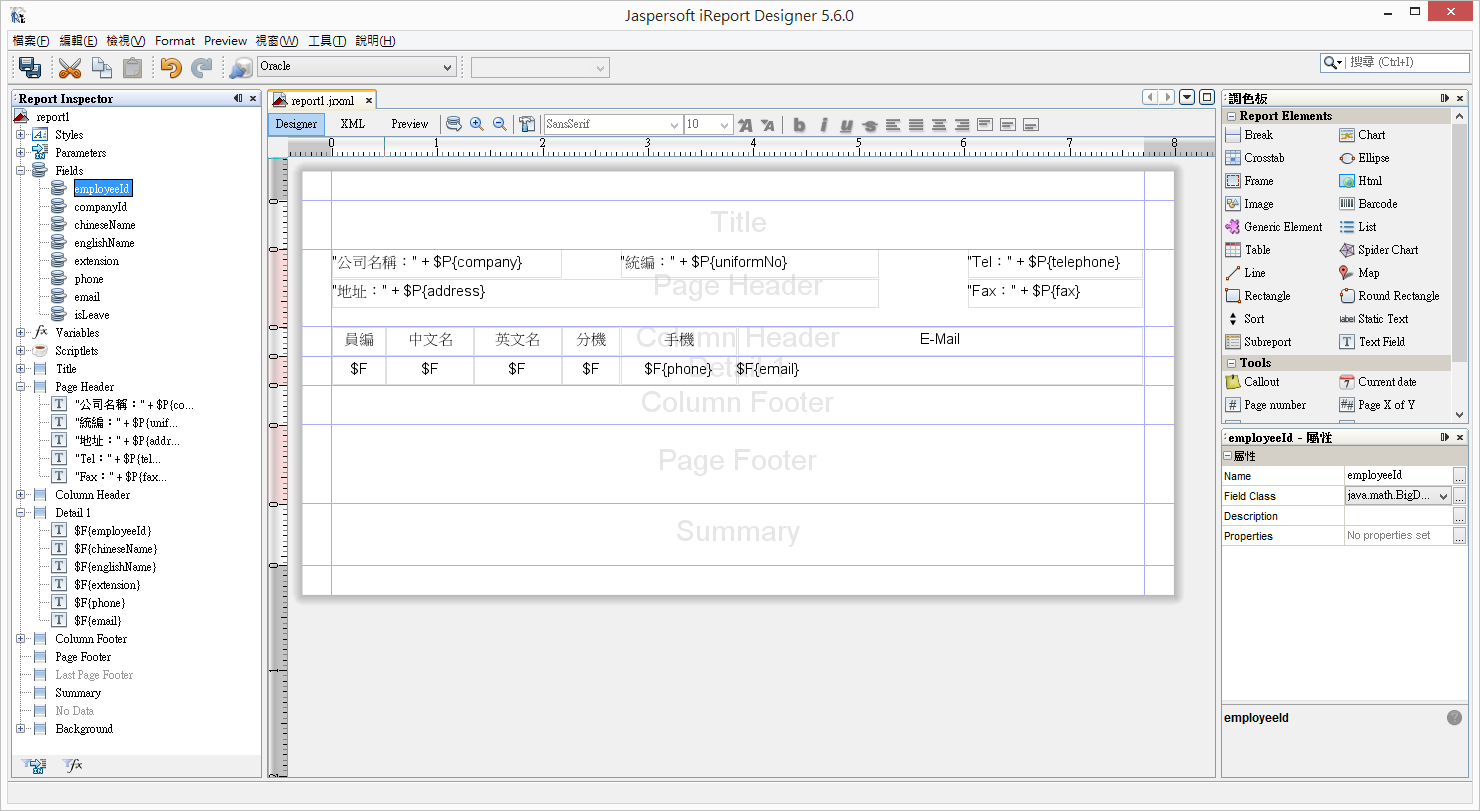 Jaspersoft iReport Designer 5.6.0
檔案(F) 編輯(E) 檢視(V) Format Preview 視窗(W) 工具(T) 說明(H)
Oracle
搜尋 (Ctrl+I)
Report Inspector
report1
Styles
Parameters
Fields
employeeId
companyId
chineseName
englishName
extension
phone
email
isLeave
Variables
Scriptlets
Title
Page Header
"公司名稱：" + $P{co...
"統編：" + $P{unif...
"地址：" + $P{addr...
"Tel：" + $P{tel...
"Fax：" + $P{fax...
Column Header
Detail 1
$F{employeeId}
$F{chineseName}
$F{englishName}
$F{extension}
$F{phone}
$F{email}
Column Footer
Page Footer
Last Page Footer
Summary
No Data
Background
report1.jrxml
Designer XML Preview SansSerif 10
0 1 2 3 4 5 6 7 8
Title
"公司名稱：" + $P{company} "統編：" + $P{uniformNo} "Tel：" + $P{telephone}
Page Header
"地址：" + $P{address} "Fax：" + $P{fax}
Column Header
員編 中文名 英文名 分機 手機 E-Mail
Detail 1
$F $F $F $F $F{phone} $F{email}
Column Footer
Page Footer
Summary
調色板
Report Elements
Break Chart
Crosstab Ellipse
Frame Html
Image Barcode
Generic Element List
Table Spider Chart
Line Map
Rectangle Round Rectangle
Sort label Static Text
Subreport Text Field
Tools
Callout Current date
# Page number ## Page X of Y
employeeId - 屬性
屬性
Name employeeId ...
Field Class java.math.BigD... ...
Description ...
Properties No properties set ...
employeeId